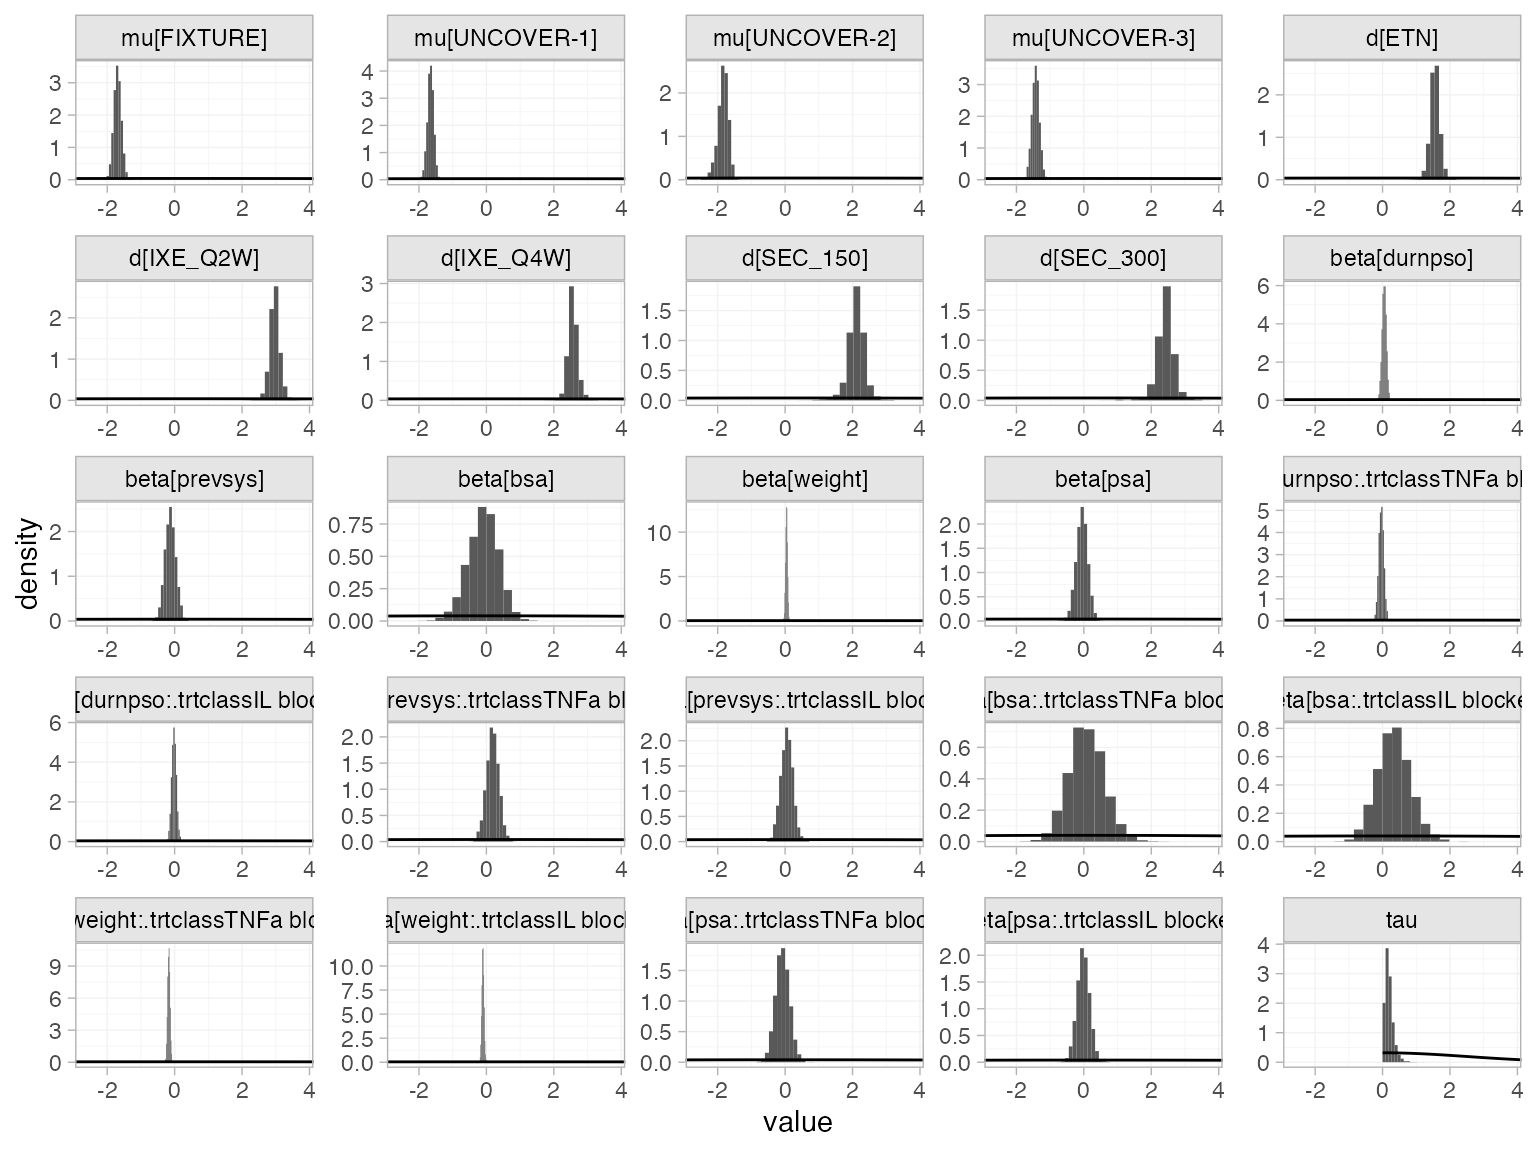 mu[FIXTURE]
3
2
1
0
-2 0 2 4
mu[UNCOVER-1]
4
3
2
1
0
-2 0 2 4
mu[UNCOVER-2]
2
1
0
-2 0 2 4
mu[UNCOVER-3]
3
2
1
0
-2 0 2 4
d[ETN]
2
1
0
-2 0 2 4
d[IXE_Q2W]
2
1
0
-2 0 2 4
d[IXE_Q4W]
3
2
1
0
-2 0 2 4
d[SEC_150]
1.5
1.0
0.5
0.0
-2 0 2 4
d[SEC_300]
1.5
1.0
0.5
0.0
-2 0 2 4
beta[durnpso]
6
4
2
0
-2 0 2 4
density
beta[prevsys]
2
1
0
-2 0 2 4
beta[bsa]
0.75
0.50
0.25
0.00
-2 0 2 4
beta[weight]
10
5
0
-2 0 2 4
beta[psa]
2.0
1.5
1.0
0.5
0.0
-2 0 2 4
urnpso:.trtclassTNFa bl
5
4
3
2
1
0
-2 0 2 4
[durnpso:.trtclassIL bloc
6
4
2
0
-2 0 2 4
revsys:.trtclassTNFa bl
2.0
1.5
1.0
0.5
0.0
-2 0 2 4
[prevsys:.trtclassIL bloc
2.0
1.5
1.0
0.5
0.0
-2 0 2 4
a[bsa:.trtclassTNFa bloc
0.6
0.4
0.2
0.0
-2 0 2 4
eta[bsa:.trtclassIL blocke
0.8
0.6
0.4
0.2
0.0
-2 0 2 4
weight:.trtclassTNFa blo
9
6
3
0
-2 0 2 4
a[weight:.trtclassIL block
10.0
7.5
5.0
2.5
0.0
-2 0 2 4
a[psa:.trtclassTNFa bloc
1.5
1.0
0.5
0.0
-2 0 2 4
eta[psa:.trtclassIL blocke
2.0
1.5
1.0
0.5
0.0
-2 0 2 4
tau
4
3
2
1
0
-2 0 2 4
value